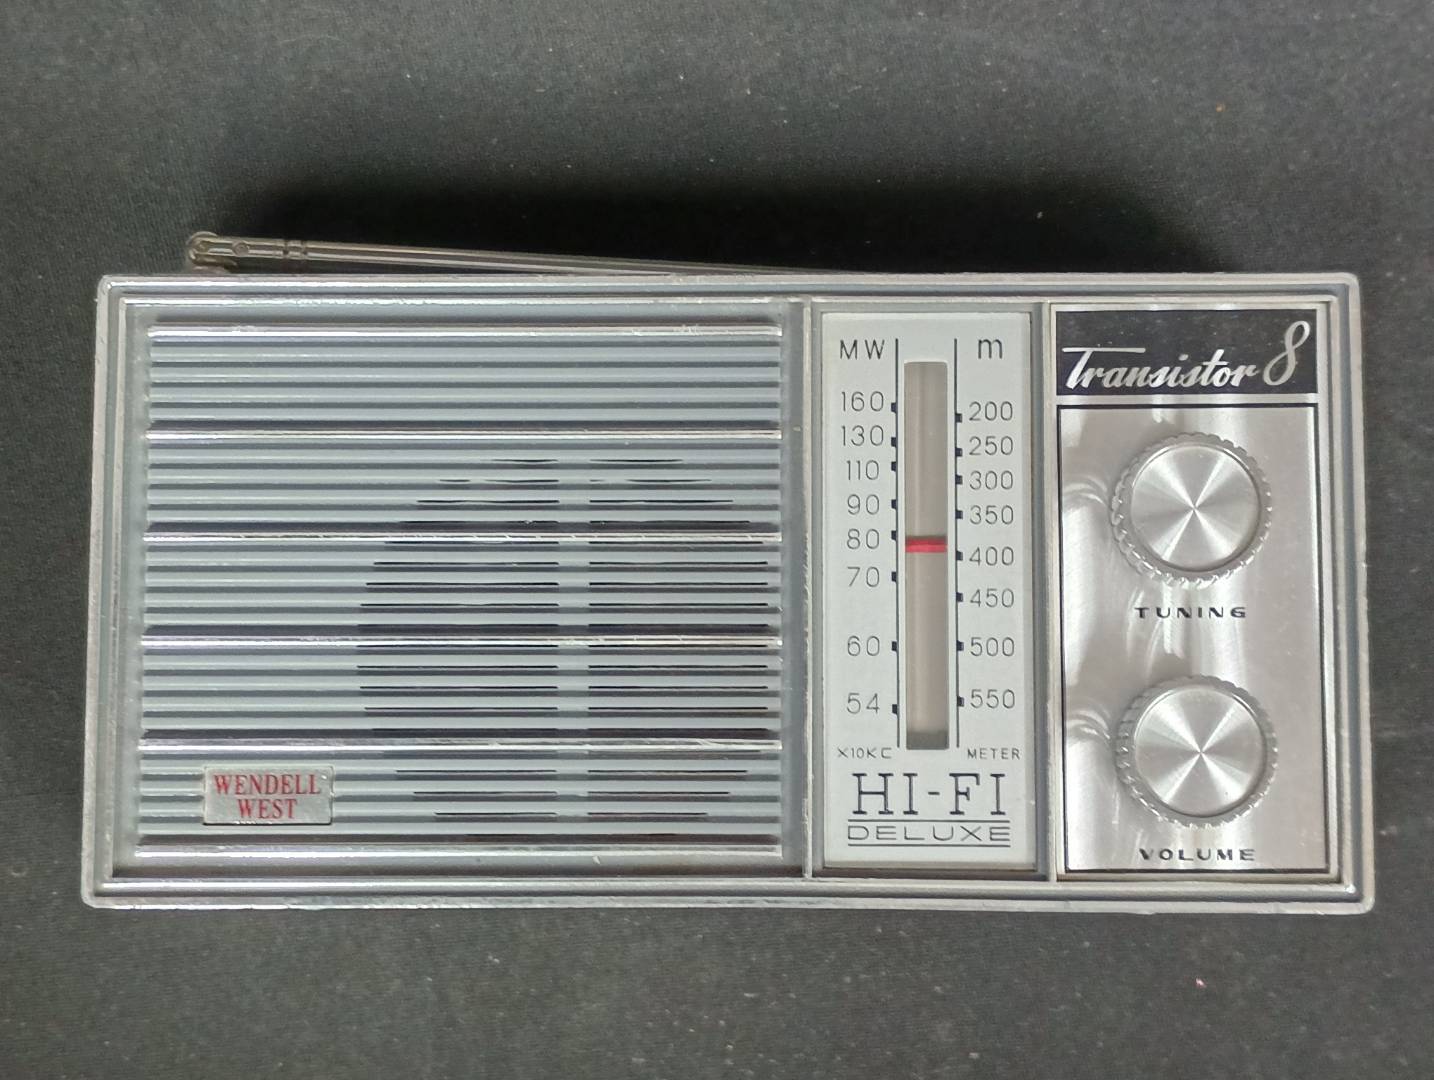 WENDELL
WEST
MW
m
160
130
110
90
80
70
60
54
200
250
300
350
400
450
500
550
X10KC
METER
HI-FI
DELUXE
Transistor 8
TUNING
VOLUME